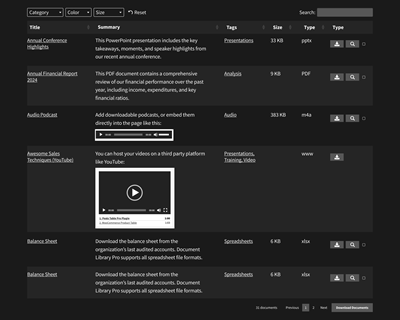 Category Color Size Reset Search:
Title Summary Tags Size Type Type
Annual Conference Highlights This PowerPoint presentation includes the key takeaways, moments, and speaker highlights from our recent annual conference. Presentations 33 KB pptx
Annual Financial Report 2024 This PDF document contains a comprehensive review of our financial performance over the past year, including income, expenditures, and key financial ratios. Analysis 9 KB PDF
Audio Podcast Add downloadable podcasts, or embed them directly into the page like this: Audio 383 KB m4a
Awesome Sales Techniques (YouTube) You can host your videos on a third party platform like YouTube: Presentations, Training, Video www
Balance Sheet Download the balance sheet from the organization's last audited accounts. Document Library Pro supports all spreadsheet file formats. Spreadsheets 6 KB xlsx
Balance Sheet Download the balance sheet from the organization's last audited accounts. Document Library Pro supports all spreadsheet file formats. Spreadsheets 6 KB xlsx
documents Previous 1 2 Next Download Documents